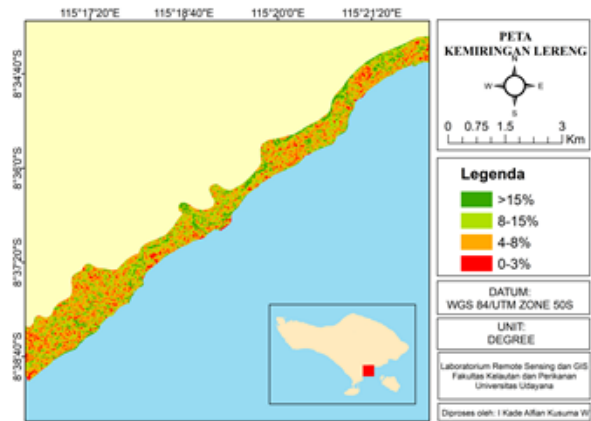 115°17'20"E 115°18'40"E 115°20'0"E 115°21'20"E
8°34'40"S
8°36'0"S
8°37'20"S
8°38'40"S
PETA
KEMIRINGAN LERENG
N
W E
S
0 0.75 1.5 3
Km
Legenda
>15%
8-15%
4-8%
0-3%
DATUM:
WGS 84/UTM ZONE 50S
UNIT:
DEGREE
Laboratorium Remote Sensing dan GIS
Fakultas Kelautan dan Perikanan
Universitas Udayana
Diproses oleh: I Kade Alfian Kusuma W